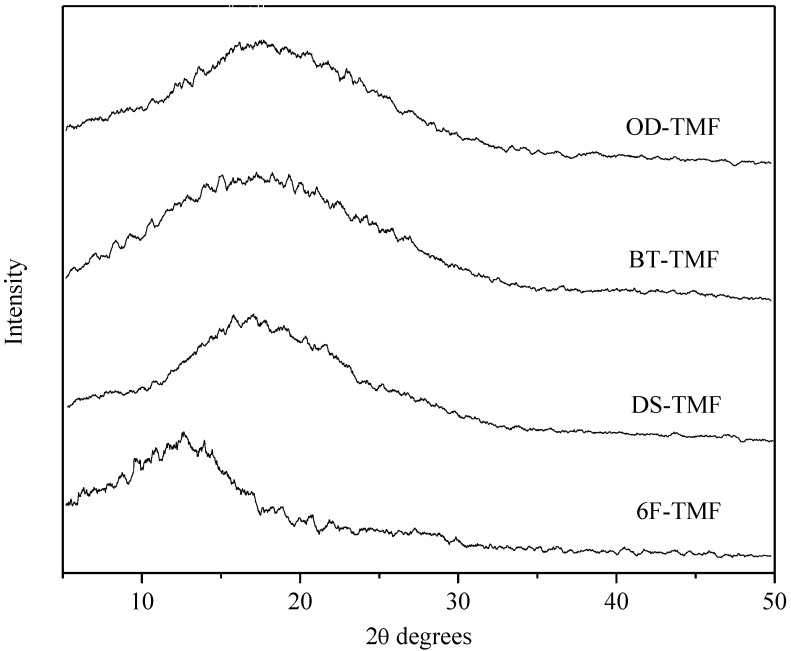 OD-TMF
BT-TMF
DS-TMF
6F-TMF
Intensity
10 20 30 40 50
2θ degrees